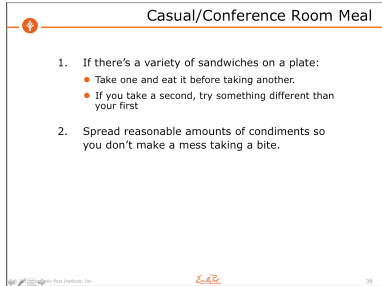 Casual/Conference Room Meal
1. If there's a variety of sandwiches on a plate:
Take one and eat it before taking another.
If you take a second, try something different than
your first
2. Spread reasonable amounts of condiments so
you don't make a mess taking a bite.
Post Institute, Inc.
Emily Post
39